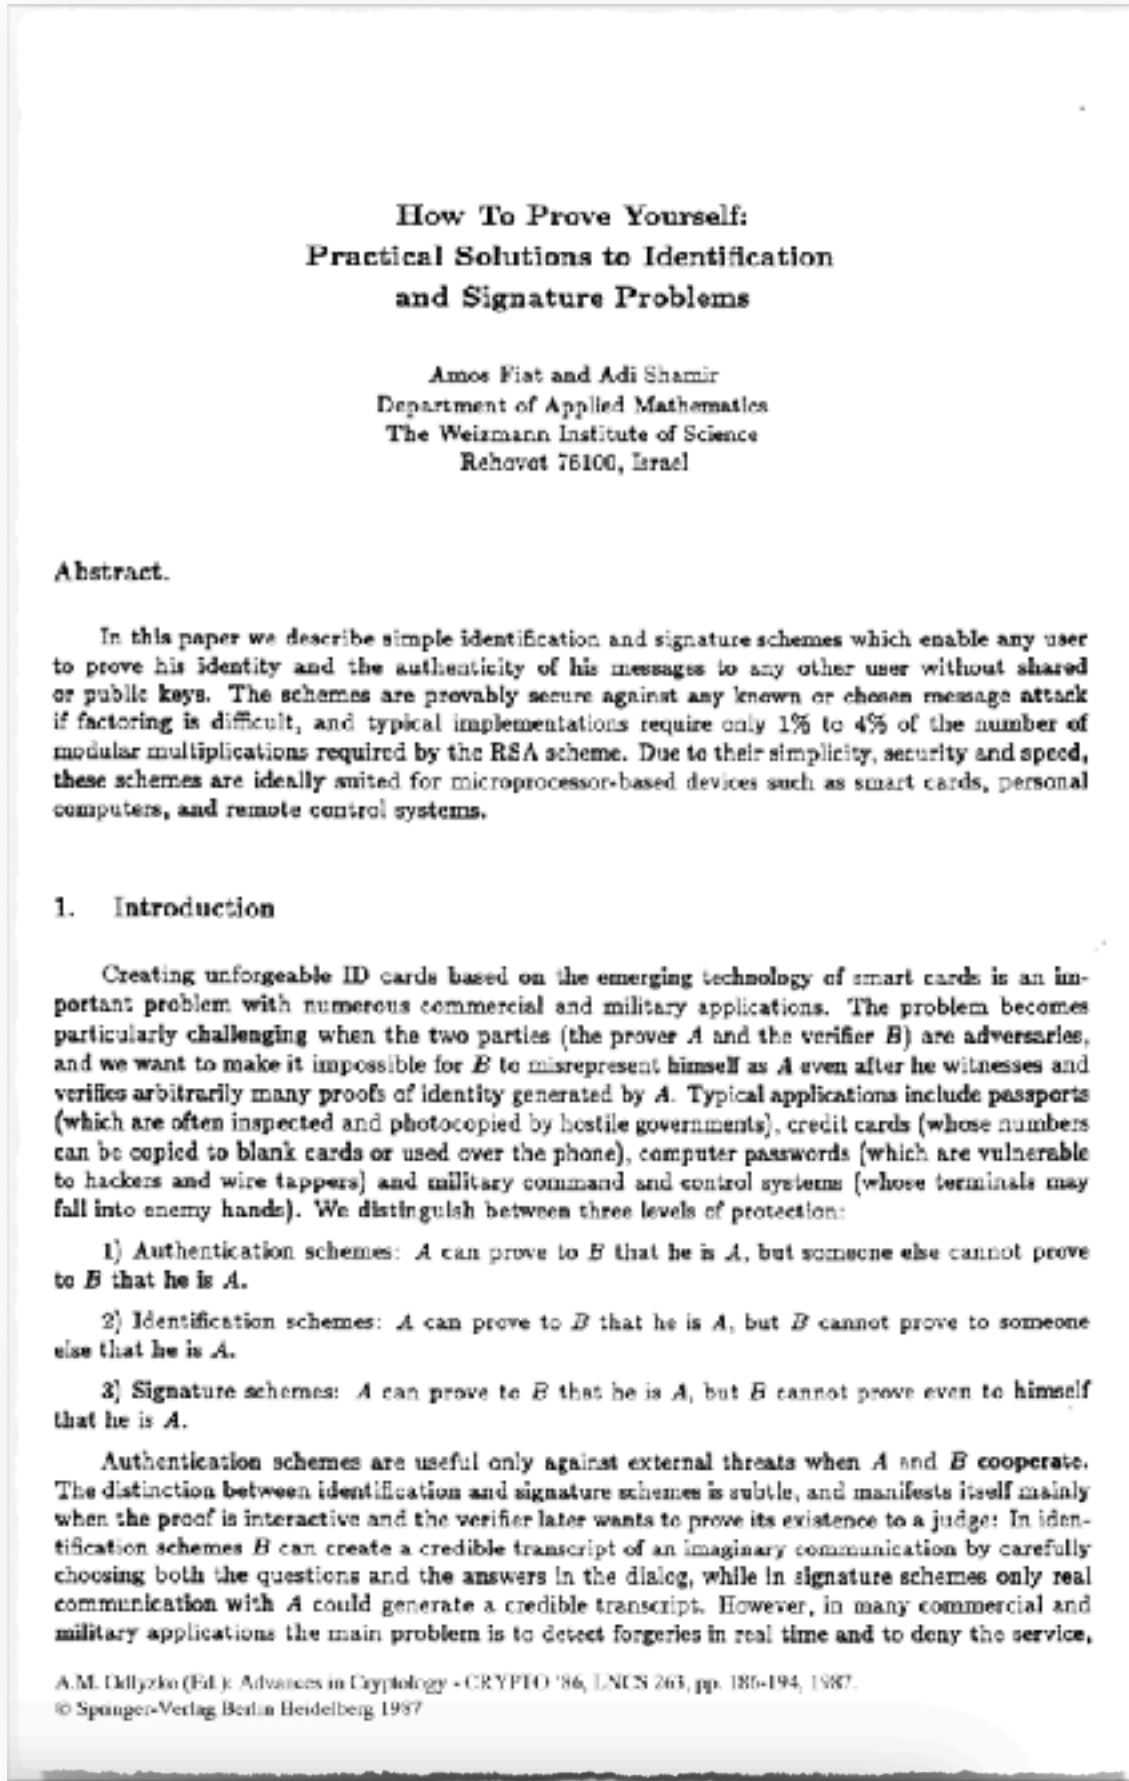 How To Prove Yourself:
Practical Solutions to Identification
and Signature Problems
Amos Fiat and Adi Shamir
Department of Applied Mathematics
The Weizmann Institute of Science
Rehovot 76100, Israel
Abstract.
In this paper we describe simple identification and signature schemes which enable any user
to prove his identity and the authenticity of his messages to any other user without shared
or public keys. The schemes are provably secure against any known or chosen message attack
if factoring is difficult, and typical implementations require only 1% to 4% of the number of
modular multiplications required by the RSA scheme. Due to their simplicity, security and speed,
these schemes are ideally suited for microprocessor-based devices such as smart cards, personal
computers, and remote control systems.
1. Introduction
Creating unforgeable ID cards based on the emerging technology of smart cards is an im-
portant problem with numerous commercial and military applications. The problem becomes
particularly challenging when the two parties (the prover A and the verifier B) are adversaries,
and we want to make it impossible for B to misrepresent himself as A even after he witnesses and
verifies arbitrarily many proofs of identity generated by A. Typical applications include passports
(which are often inspected and photocopied by hostile governments), credit cards (whose numbers
can be copied to blank cards or used over the phone), computer passwords (which are vulnerable
to hackers and wire tappers) and military command and control systems (whose terminals may
fall into enemy hands). We distinguish between three levels of protection:
1) Authentication schemes: A can prove to B that he is A, but someone else cannot prove
to B that he is A.
2) Identification schemes: A can prove to B that he is A, but B cannot prove to someone
else that he is A.
3) Signature schemes: A can prove to B that he is A, but B cannot prove even to himself
that he is A.
Authentication schemes are useful only against external threats when A and B cooperate.
The distinction between identification and signature schemes is subtle, and manifests itself mainly
when the proof is interactive and the verifier later wants to prove its existence to a judge: In iden-
tification schemes B can create a credible transcript of an imaginary communication by carefully
choosing both the questions and the answers in the dialog, while in signature schemes only real
communication with A could generate a credible transcript. However, in many commercial and
military applications the main problem is to detect forgeries in real time and to deny the service,
A.M. Odlyzko (Ed.): Advances in Cryptology - CRYPTO '86, LNCS 263, pp. 186-194, 1987.
© Springer-Verlag Berlin Heidelberg 1987